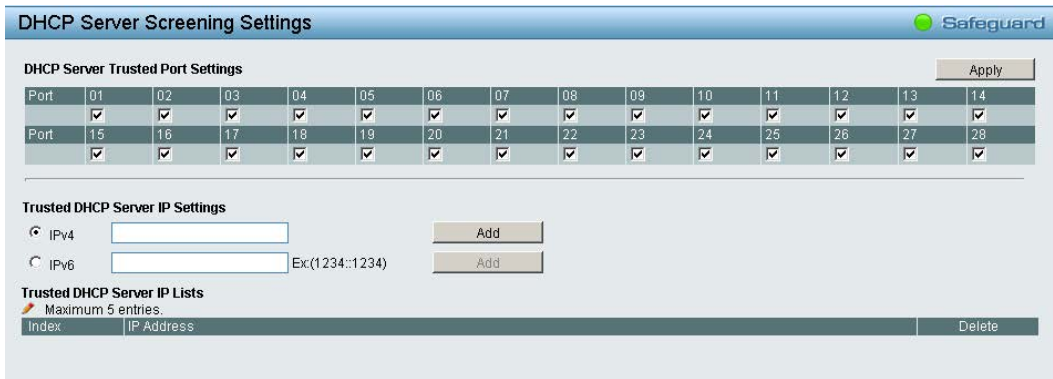 DHCP Server Screening Settings Safeguard
DHCP Server Trusted Port Settings Apply
Port 01 02 03 04 05 06 07 08 09 10 11 12 13 14
Port 15 16 17 18 19 20 21 22 23 24 25 26 27 28
Trusted DHCP Server IP Settings
IPv4 Add
IPv6 Ex:(1234::1234) Add
Trusted DHCP Server IP Lists
Maximum 5 entries.
Index IP Address Delete